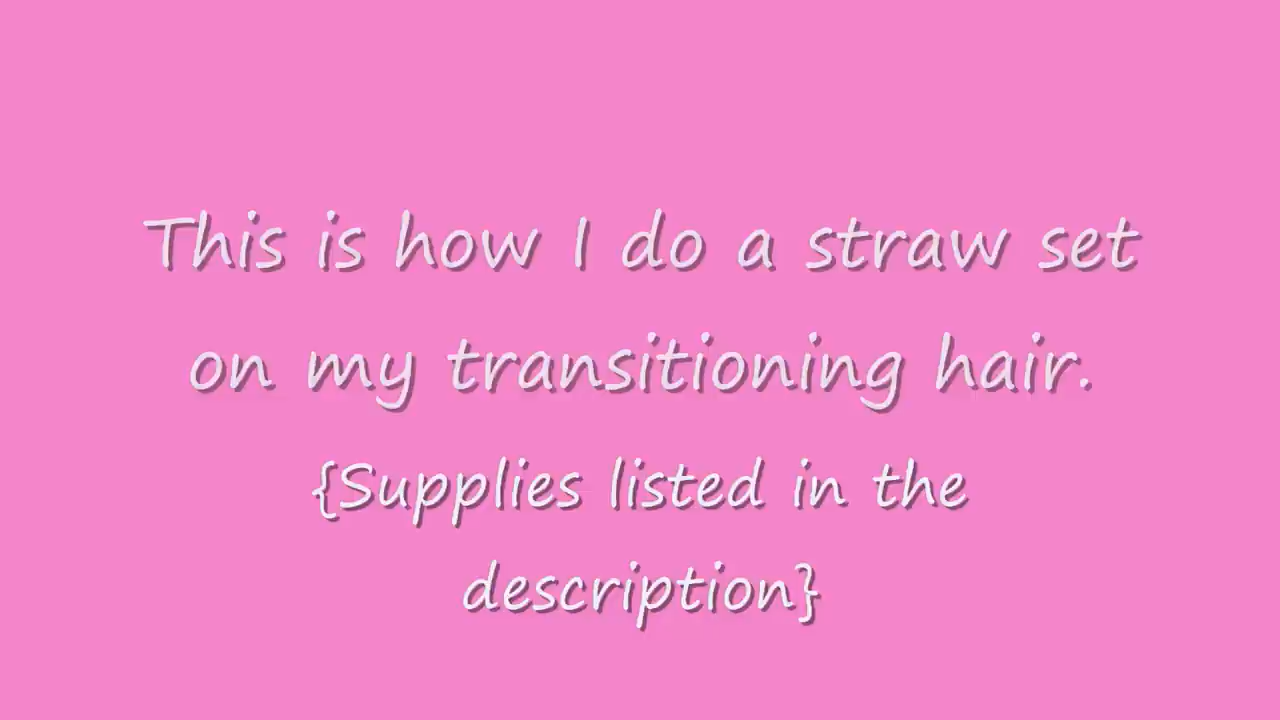 This is how I do a straw set
on my transitioning hair.
{Supplies listed in the
description}